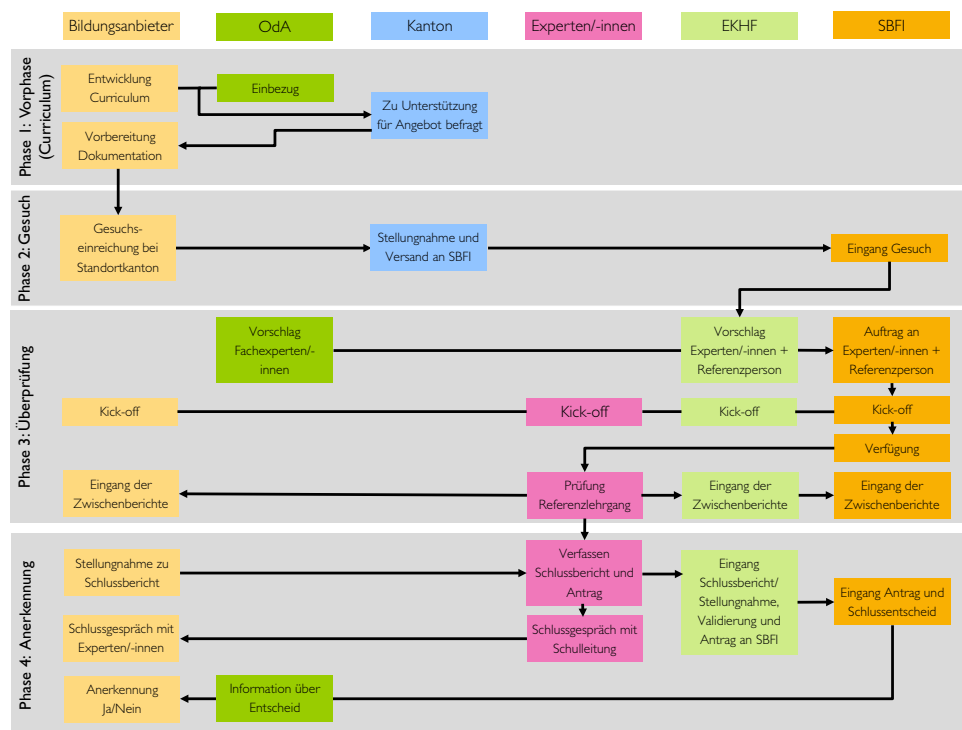 Bildungsanbieter
OdA
Kanton
Experten/-innen
EKHF
SBFI
Phase 1: Vorphase
(Curriculum)
Entwicklung
Curriculum
Einbezug
Zu Unterstützung
für Angebot befragt
Vorbereitung
Dokumentation
Phase 2: Gesuch
Gesuchs-
einreichung bei
Standortkanton
Stellungnahme und
Versand an SBFI
Eingang Gesuch
Phase 3: Überprüfung
Vorschlag
Fachexperten/-
innen
Vorschlag
Experten/-innen +
Referenzperson
Auftrag an
Experten/-innen +
Referenzperson
Kick-off
Kick-off
Kick-off
Kick-off
Verfügung
Eingang der
Zwischenberichte
Prüfung
Referenzlehrgang
Eingang der
Zwischenberichte
Eingang der
Zwischenberichte
Phase 4: Anerkennung
Stellungnahme zu
Schlussbericht
Verfassen
Schlussbericht und
Antrag
Eingang
Schlussbericht/
Stellungnahme,
Validierung und
Antrag an SBFI
Eingang Antrag und
Schlussentscheid
Schlussgespräch mit
Experten/-innen
Schlussgespräch mit
Schulleitung
Anerkennung
Ja/Nein
Information über
Entscheid